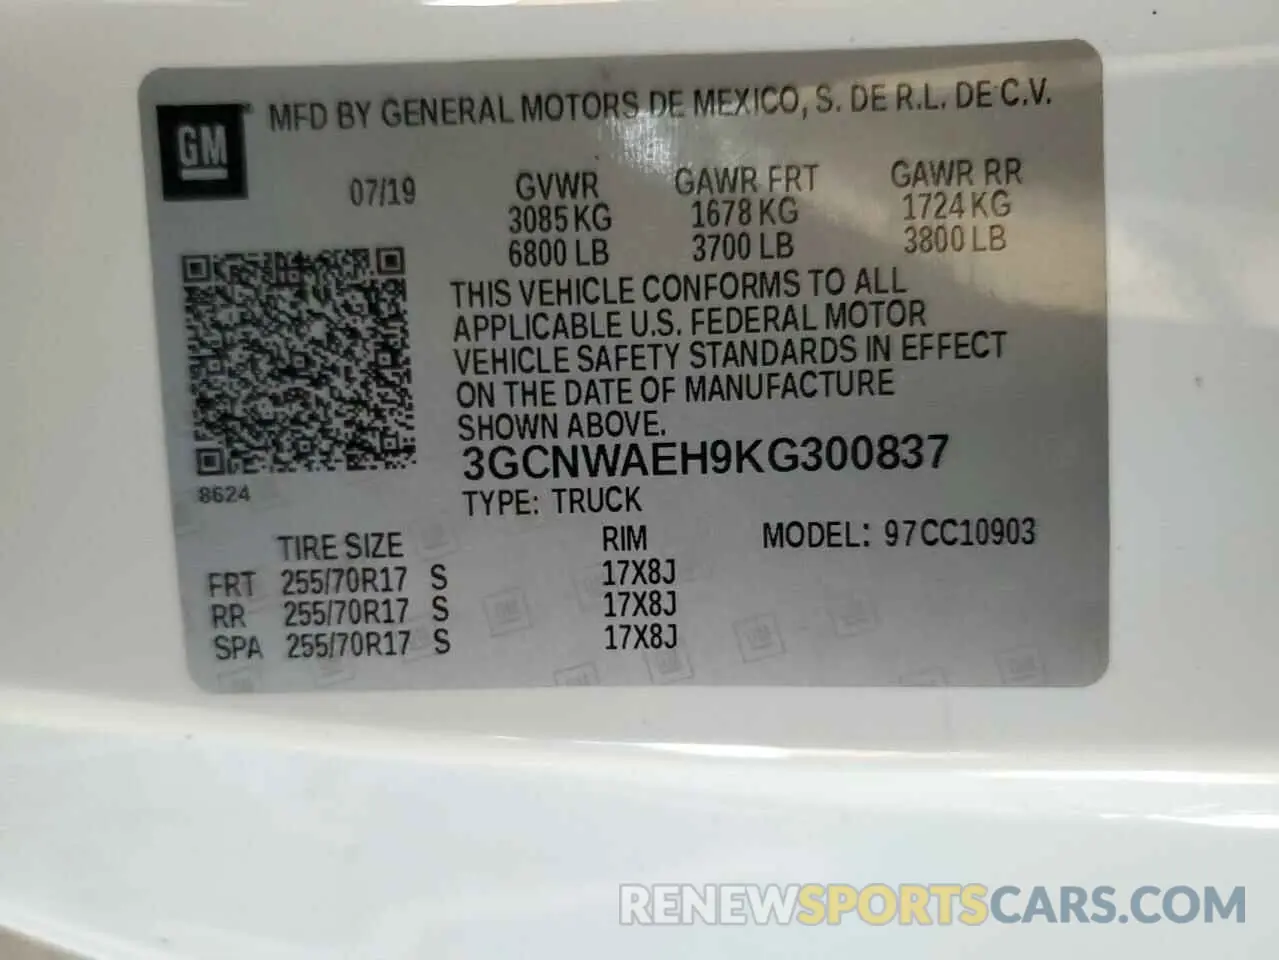 GM® MFD BY GENERAL MOTORS DE MEXICO, S. DE R.L. DE C.V.
07/19 GVWR GAWR FRT GAWR RR
3085 KG 1678 KG 1724 KG
6800 LB 3700 LB 3800 LB
THIS VEHICLE CONFORMS TO ALL
APPLICABLE U.S. FEDERAL MOTOR
VEHICLE SAFETY STANDARDS IN EFFECT
ON THE DATE OF MANUFACTURE
SHOWN ABOVE.
3GCNWAEH9KG300837
8624
TYPE: TRUCK
TIRE SIZE RIM MODEL: 97CC10903
FRT 255/70R17 S 17X8J
RR 255/70R17 S 17X8J
SPA 255/70R17 S 17X8J
RENEWSPORTSCARS.COM